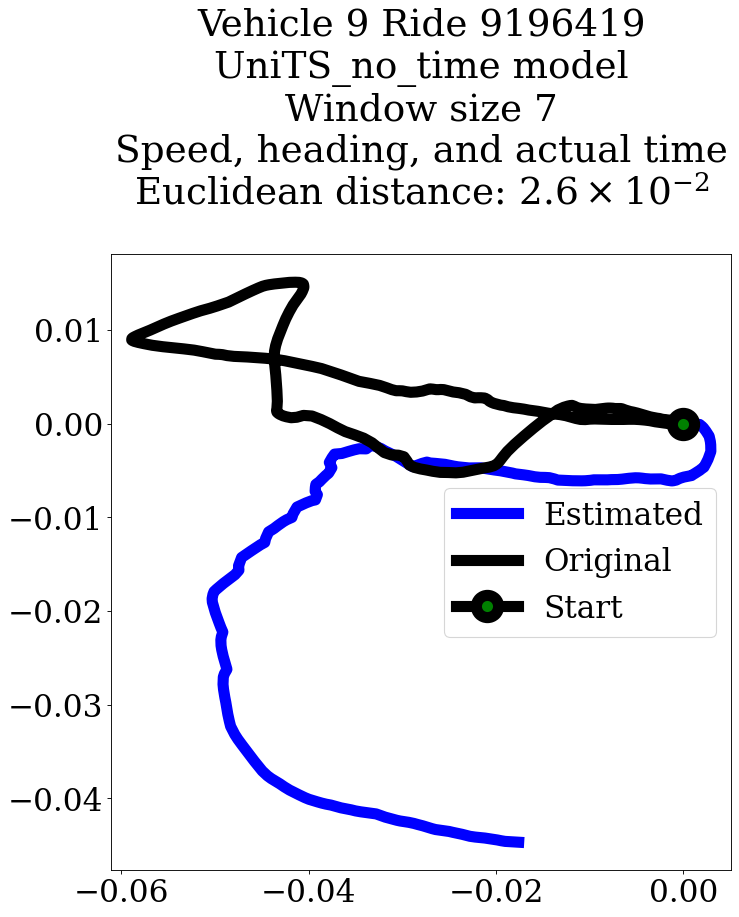 Vehicle 9 Ride 9196419
UniTS_no_time model
Window size 7
Speed, heading, and actual time
Euclidean distance: 2.6 × 10⁻²
0.01
0.00
−0.01
−0.02
−0.03
−0.04
Estimated
Original
Start
−0.06
−0.04
−0.02
0.00